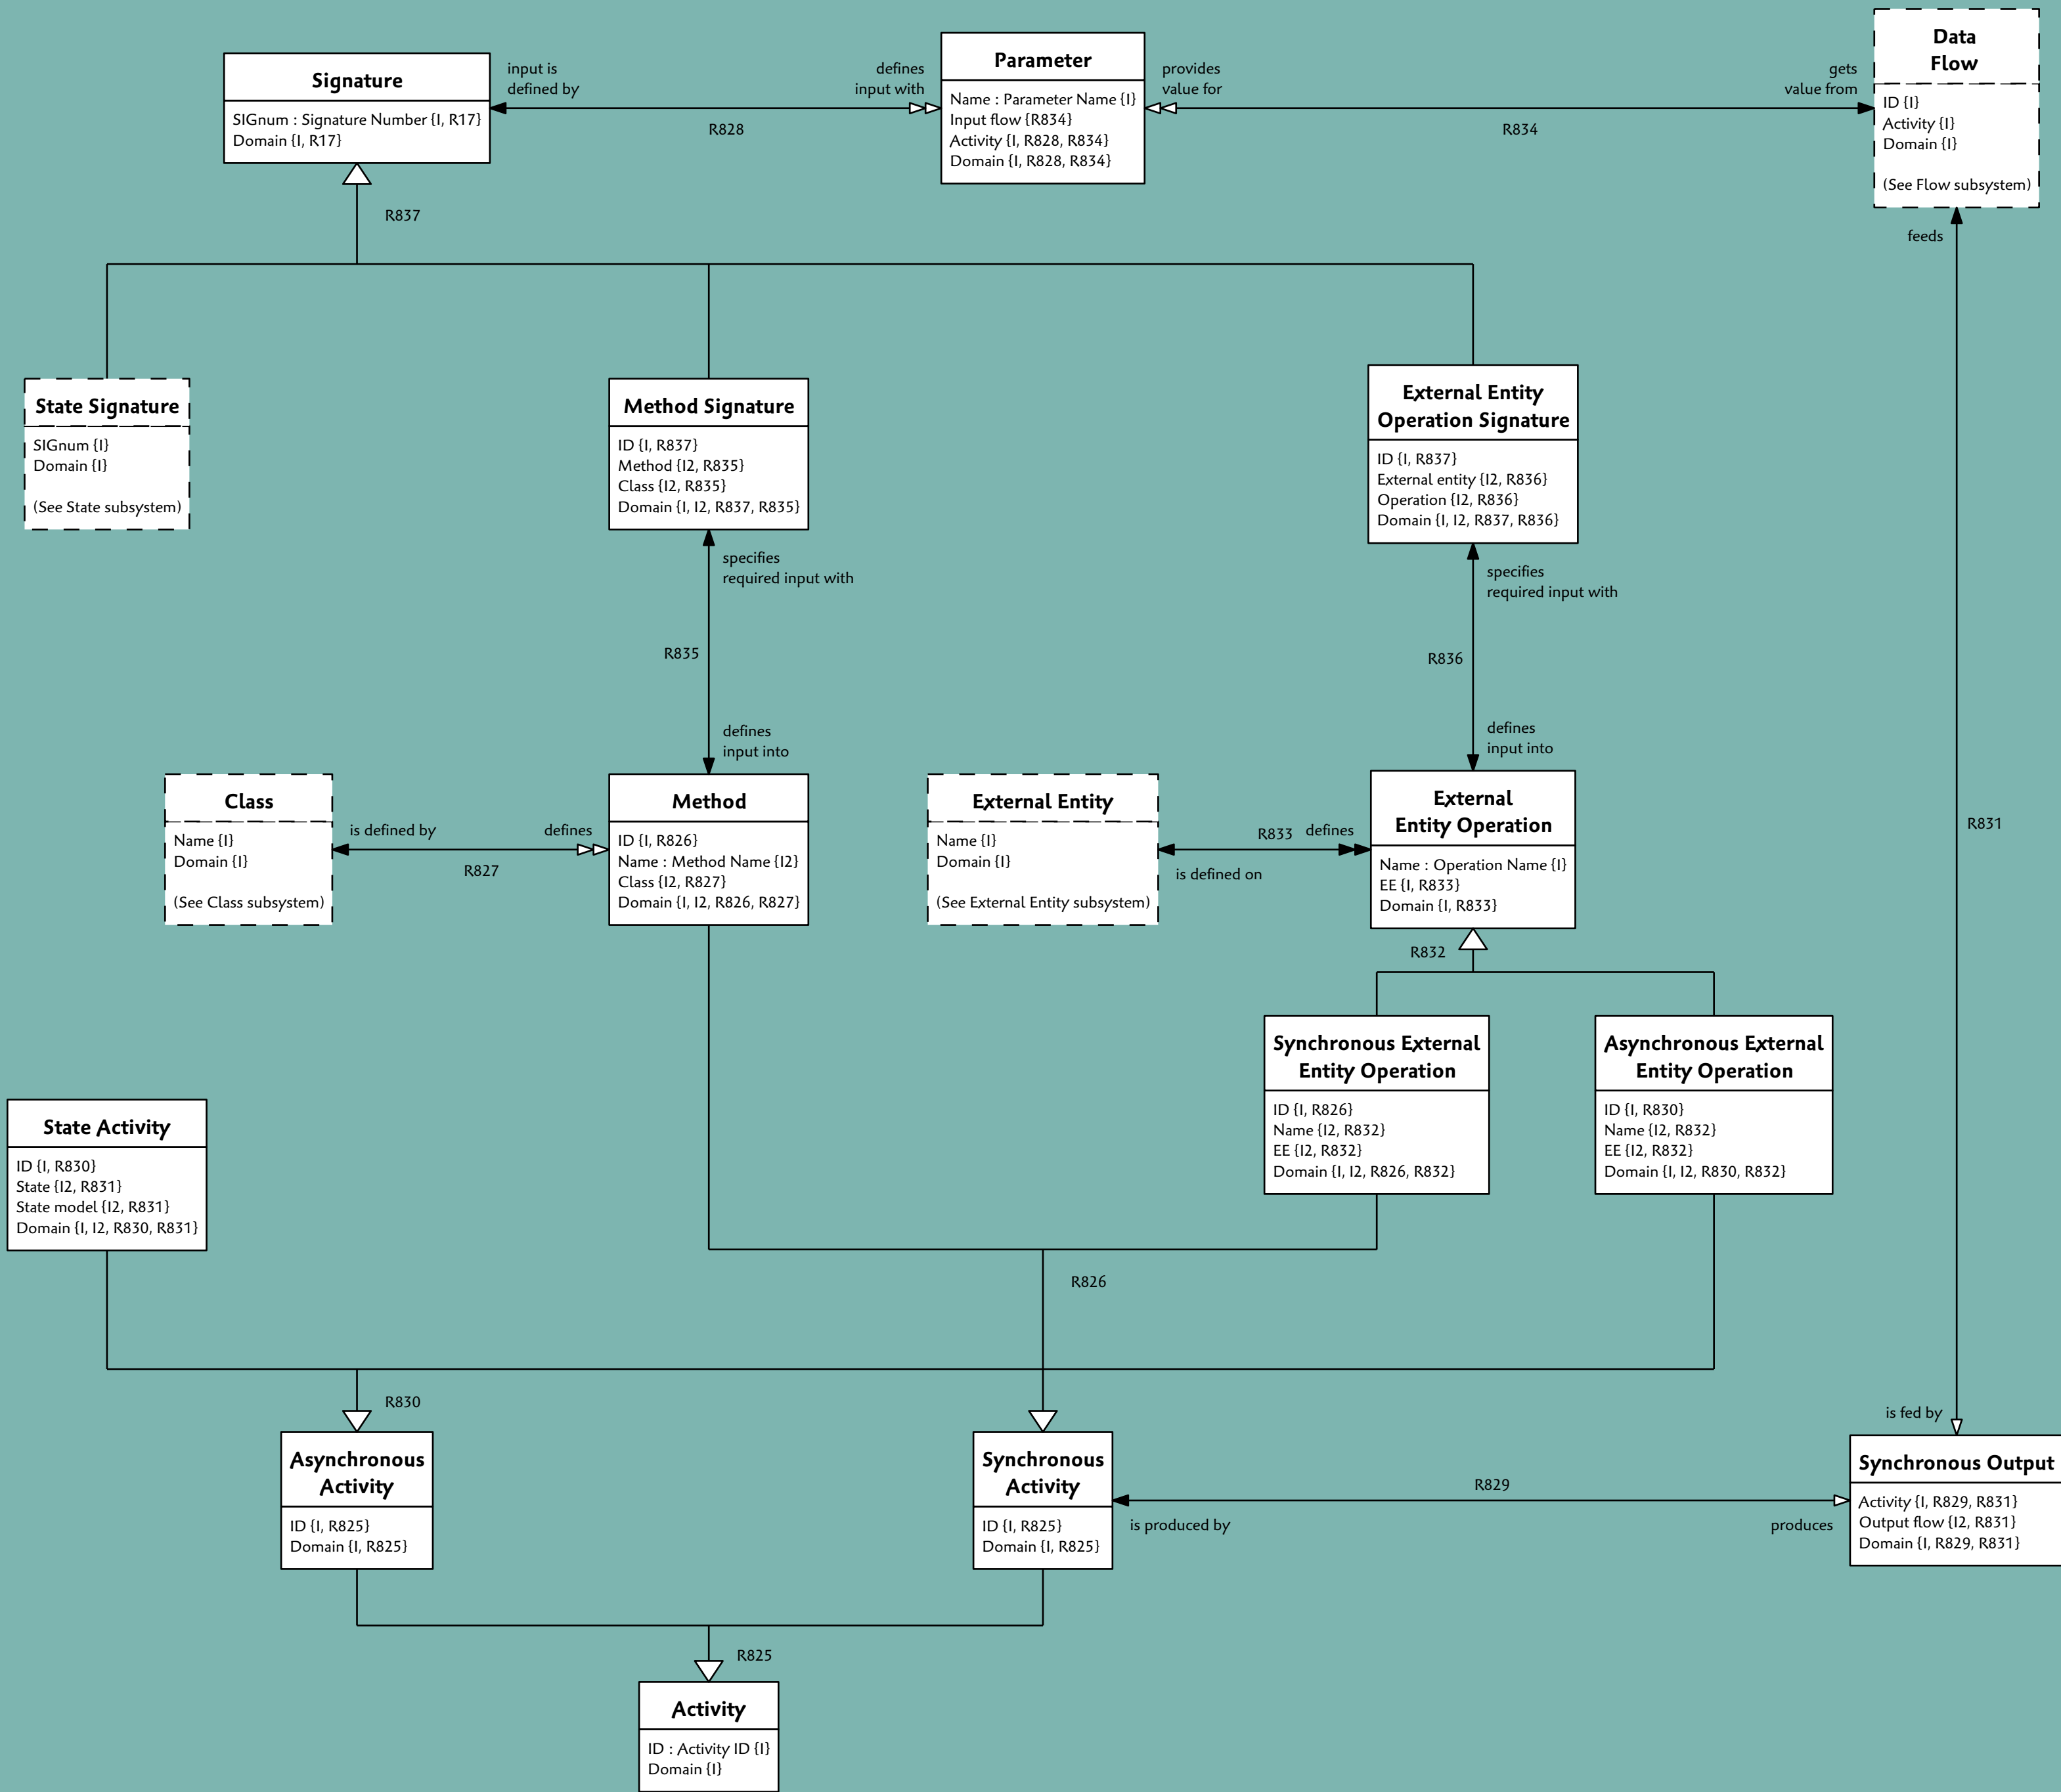 Signature
SIGnum : Signature Number {I, R17}
Domain {I, R17}
input is
defined by
R828
defines
input with
Parameter
Name : Parameter Name {I}
Input flow {R834}
Activity {I, R828, R834}
Domain {I, R828, R834}
provides
value for
R834
gets
value from
Data
Flow
ID {I}
Activity {I}
Domain {I}
(See Flow subsystem)
R837
feeds
State Signature
SIGnum {I}
Domain {I}
(See State subsystem)
Method Signature
ID {I, R837}
Method {I2, R835}
Class {I2, R835}
Domain {I, I2, R837, R835}
External Entity
Operation Signature
ID {I, R837}
External entity {I2, R836}
Operation {I2, R836}
Domain {I, I2, R837, R836}
specifies
required input with
R835
defines
input into
specifies
required input with
R836
defines
input into
Class
Name {I}
Domain {I}
(See Class subsystem)
is defined by
defines
R827
Method
ID {I, R826}
Name : Method Name {I2}
Class {I2, R827}
Domain {I, I2, R826, R827}
External Entity
Name {I}
Domain {I}
(See External Entity subsystem)
R833
defines
is defined on
External
Entity Operation
Name : Operation Name {I}
EE {I, R833}
Domain {I, R833}
R831
R832
Synchronous External
Entity Operation
ID {I, R826}
Name {I2, R832}
EE {I2, R832}
Domain {I, I2, R826, R832}
Asynchronous External
Entity Operation
ID {I, R830}
Name {I2, R832}
EE {I2, R832}
Domain {I, I2, R830, R832}
State Activity
ID {I, R830}
State {I2, R831}
State model {I2, R831}
Domain {I, I2, R830, R831}
R826
R830
is fed by
Asynchronous
Activity
ID {I, R825}
Domain {I, R825}
Synchronous
Activity
ID {I, R825}
Domain {I, R825}
R829
is produced by
produces
Synchronous Output
Activity {I, R829, R831}
Output flow {I2, R831}
Domain {I, R829, R831}
R825
Activity
ID : Activity ID {I}
Domain {I}